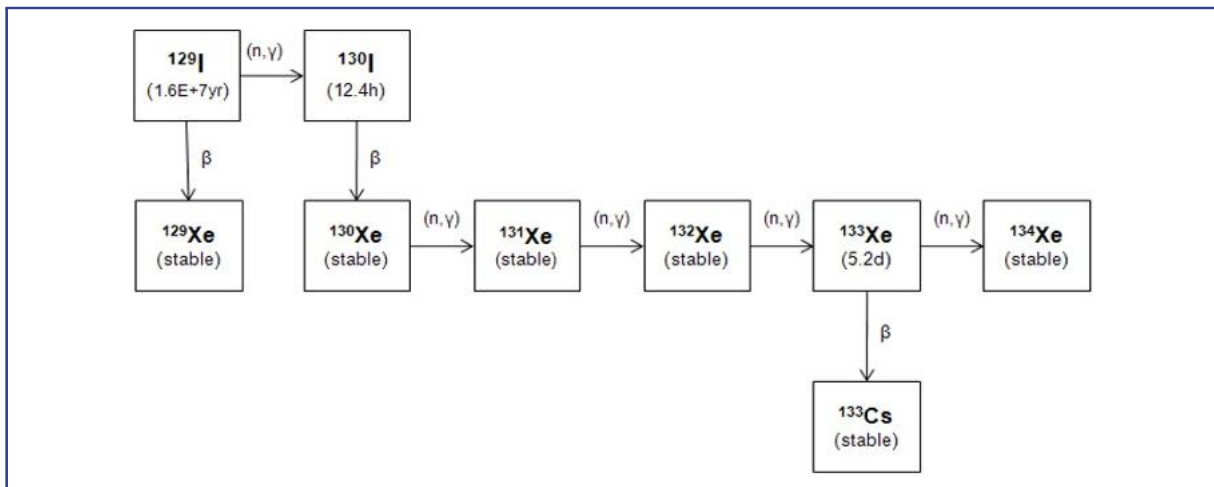 (n,γ)
¹²⁹I
(1.6E+7yr)
¹³⁰I
(12.4h)
β
β
(n,γ)
(n,γ)
(n,γ)
(n,γ)
¹²⁹Xe
(stable)
¹³⁰Xe
(stable)
¹³¹Xe
(stable)
¹³²Xe
(stable)
¹³³Xe
(5.2d)
¹³⁴Xe
(stable)
β
¹³³Cs
(stable)